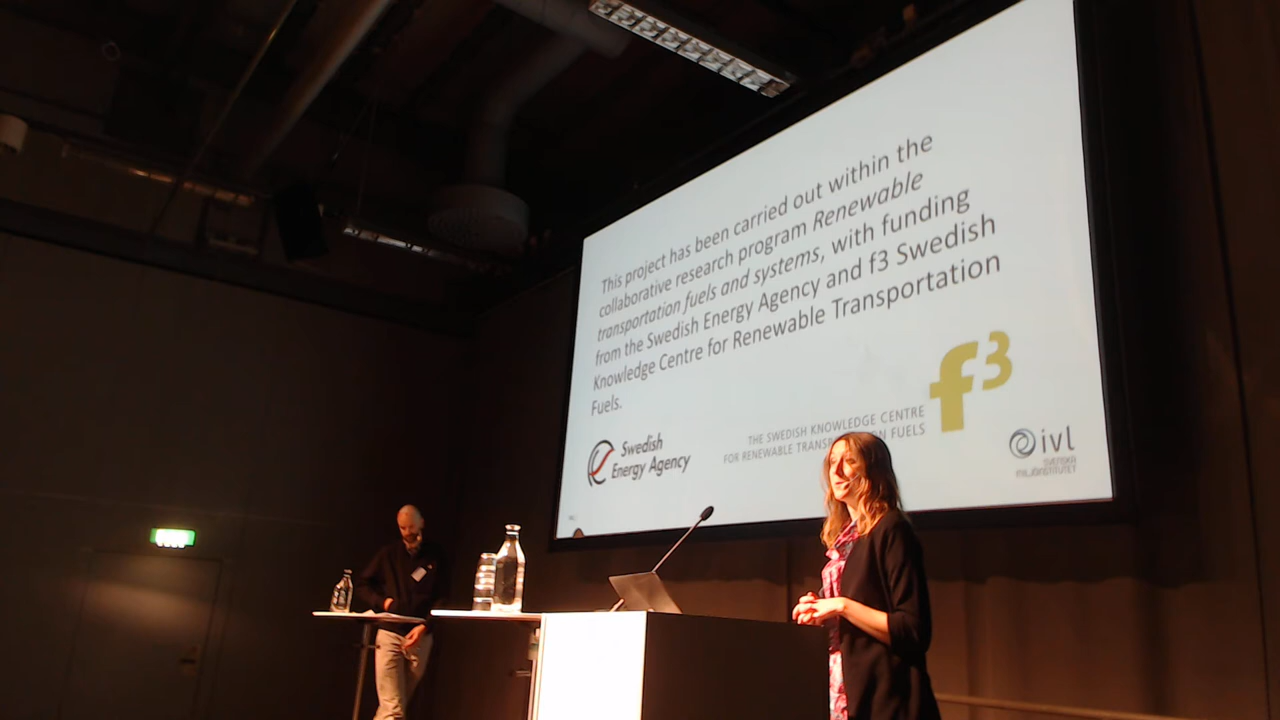 This project has been carried out within the
collaborative research program Renewable
transportation fuels and systems, with funding
from the Swedish Energy Agency and f3 Swedish
Knowledge Centre for Renewable Transportation
Fuels.
Swedish
Energy Agency
THE SWEDISH KNOWLEDGE CENTRE
FOR RENEWABLE FUELS
f3
ivl
SVENSKA
MILJÖINSTITUTET